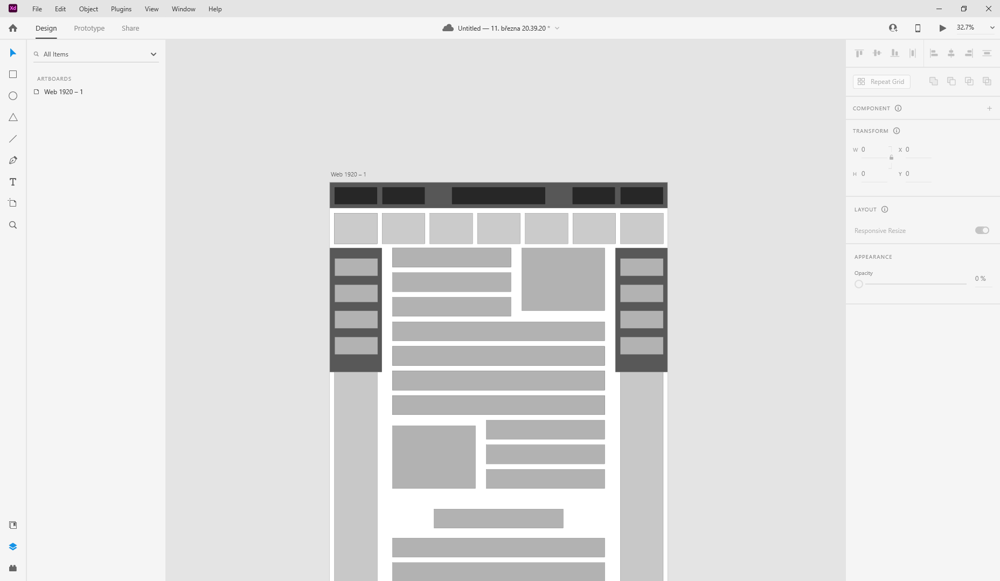 Xd File Edit Object Plugins View Window Help
Design Prototype Share Untitled — 11. března 20.39.20 * 32.7%
All Items
ARTBOARDS
Web 1920 – 1
Web 1920 – 1
Repeat Grid
COMPONENT
TRANSFORM
W 0 X 0
H 0 Y 0
LAYOUT
Responsive Resize
APPEARANCE
Opacity
0 %